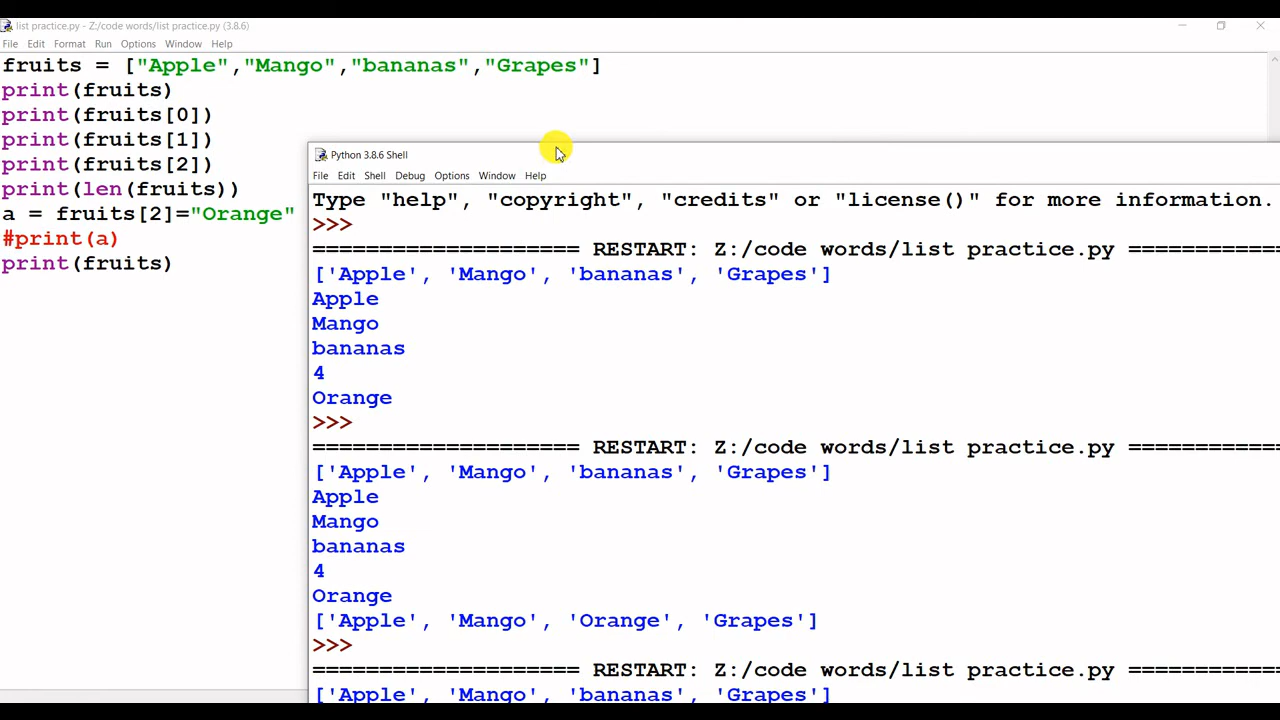 list practice.py - Z:/code words/list practice.py (3.8.6)
File Edit Format Run Options Window Help
fruits = ["Apple","Mango","bananas","Grapes"]
print(fruits)
print(fruits[0])
print(fruits[1])
print(fruits[2])
print(len(fruits))
a = fruits[2]="Orange"
#print(a)
print(fruits)
Python 3.8.6 Shell
File Edit Shell Debug Options Window Help
Type "help", "copyright", "credits" or "license()" for more information.
>>>
==================== RESTART: Z:/code words/list practice.py ============
['Apple', 'Mango', 'bananas', 'Grapes']
Apple
Mango
bananas
4
Orange
>>>
==================== RESTART: Z:/code words/list practice.py ============
['Apple', 'Mango', 'bananas', 'Grapes']
Apple
Mango
bananas
4
Orange
['Apple', 'Mango', 'Orange', 'Grapes']
>>>
==================== RESTART: Z:/code words/list practice.py ============
['Apple', 'Mango', 'bananas', 'Grapes']